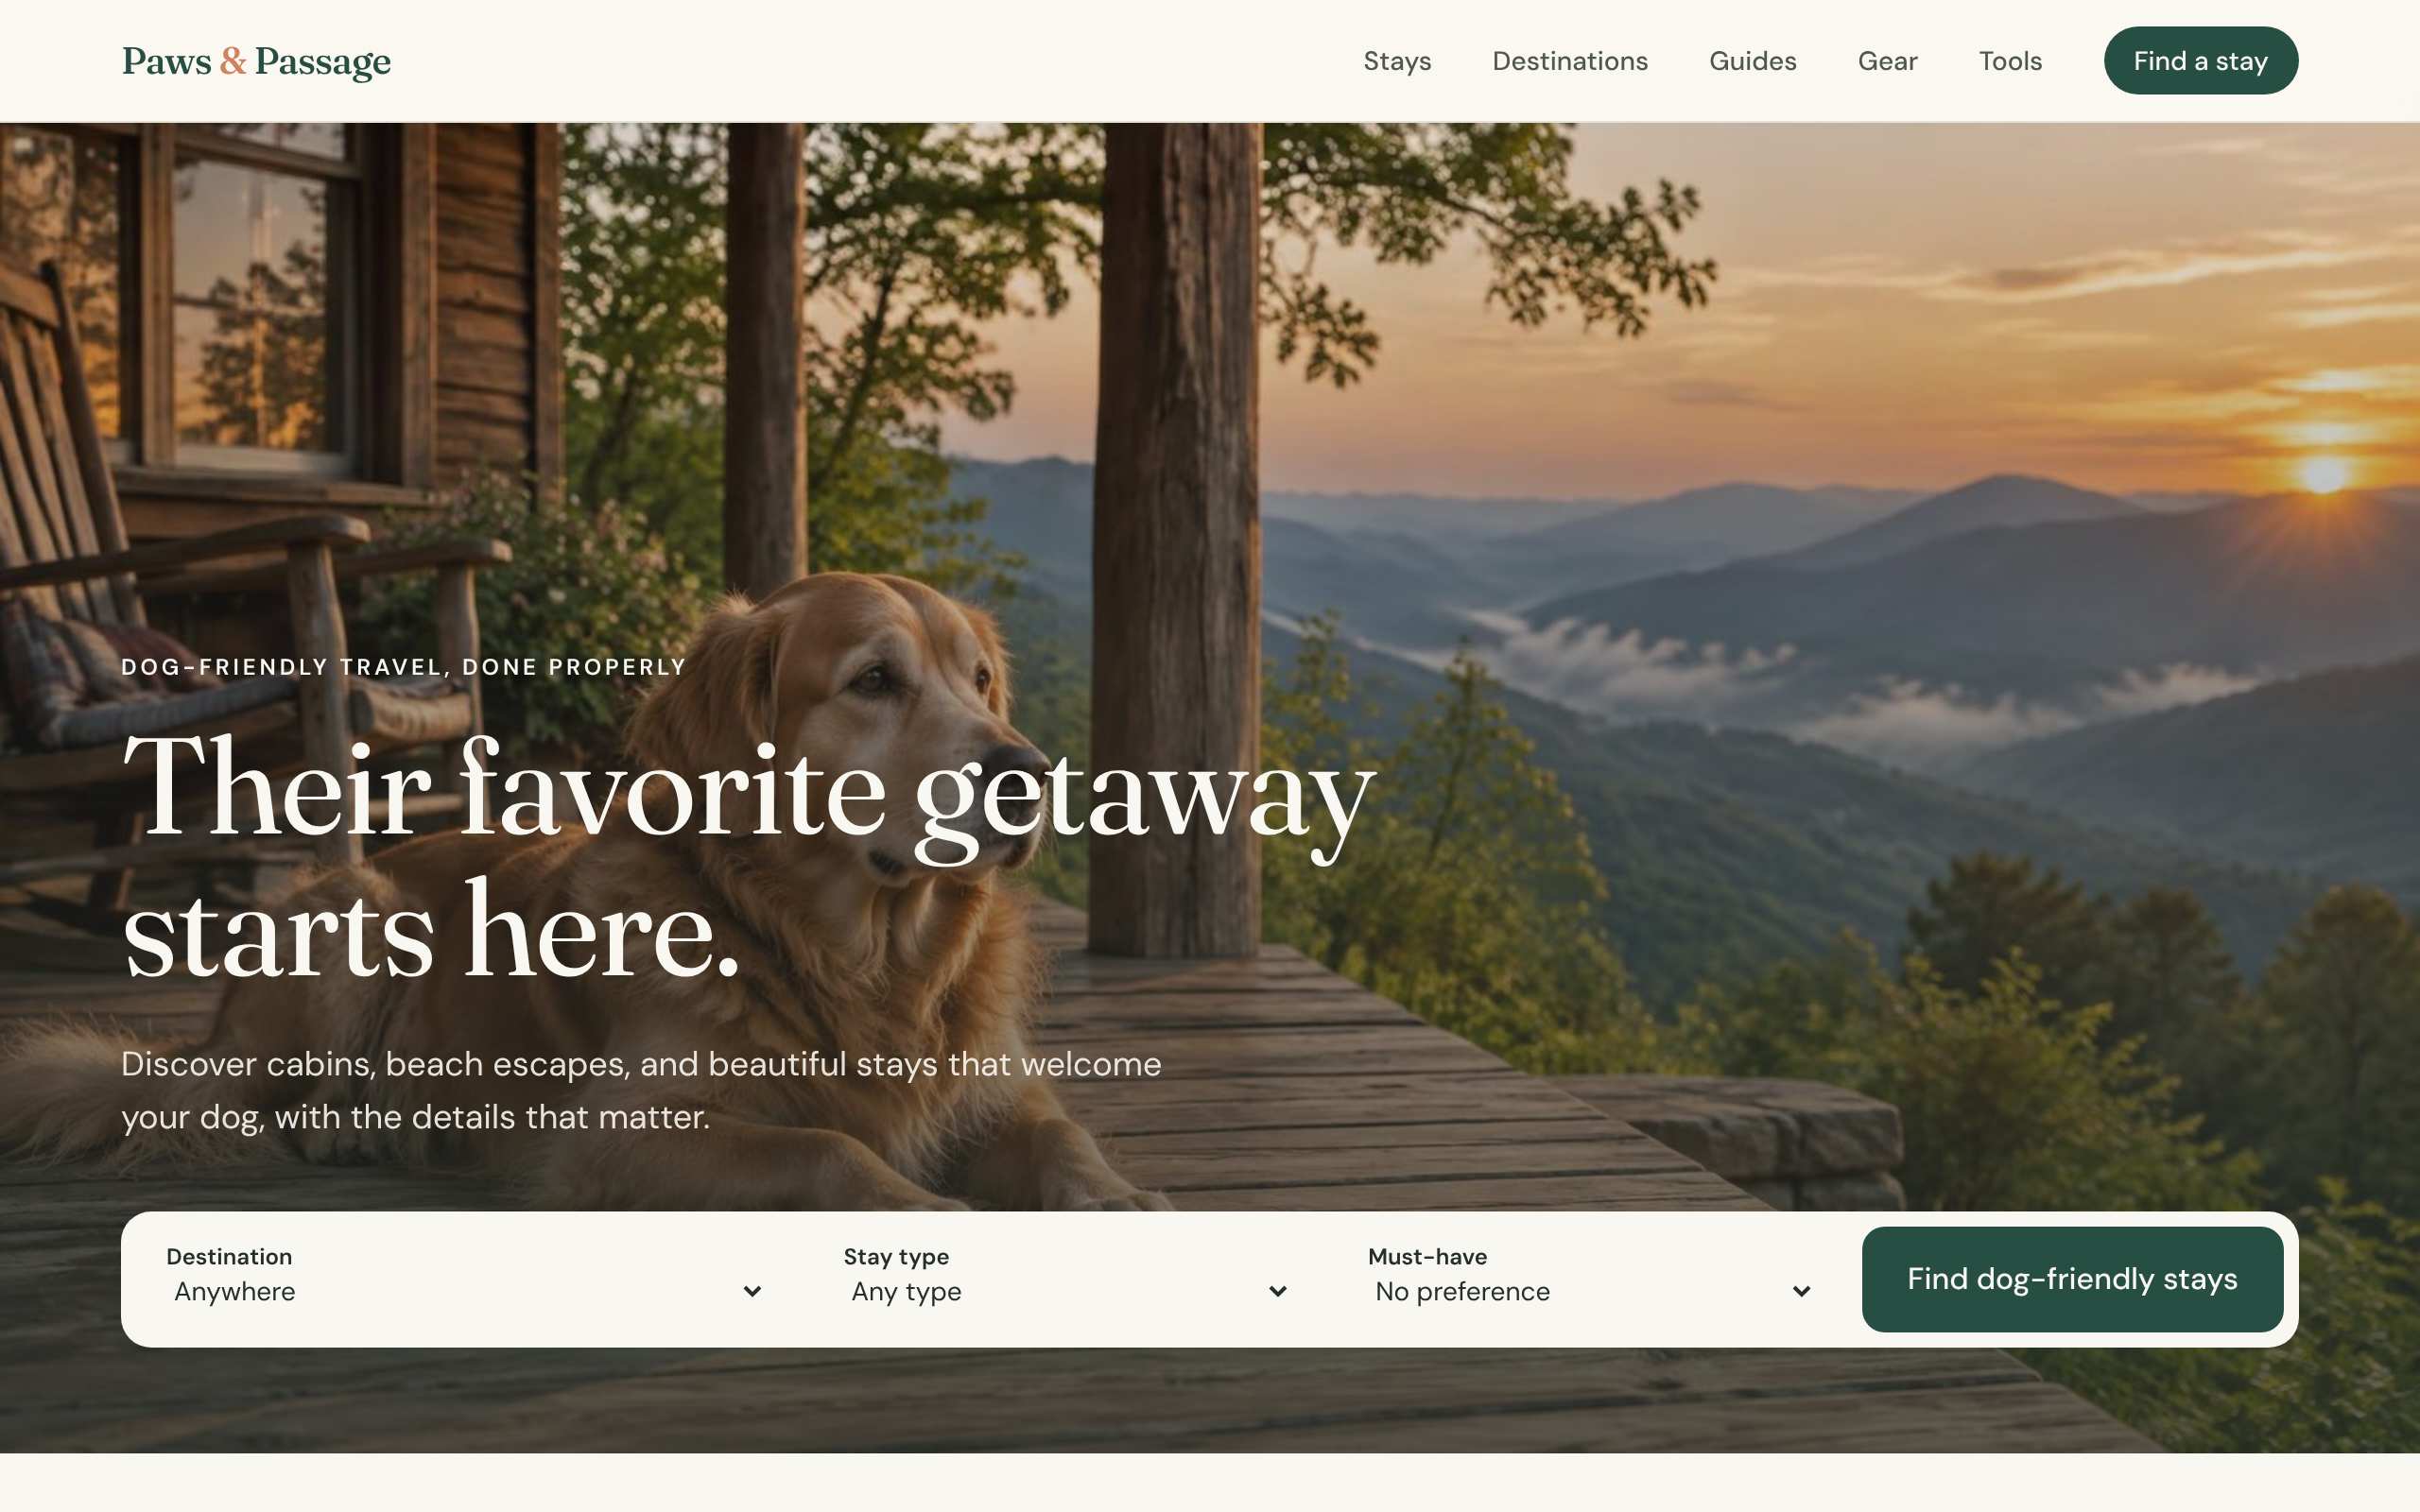 Paws & Passage
Stays
Destinations
Guides
Gear
Tools
Find a stay
DOG-FRIENDLY TRAVEL, DONE PROPERLY
Their favorite getaway
starts here.
Discover cabins, beach escapes, and beautiful stays that welcome
your dog, with the details that matter.
Destination
Anywhere
Stay type
Any type
Must-have
No preference
Find dog-friendly stays